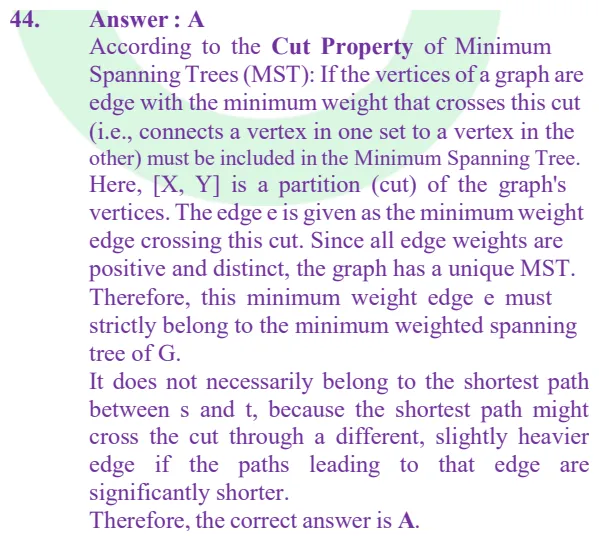 44. Answer : A
According to the Cut Property of Minimum
Spanning Trees (MST): If the vertices of a graph are
edge with the minimum weight that crosses this cut
(i.e., connects a vertex in one set to a vertex in the
other) must be included in the Minimum Spanning Tree.
Here, [X, Y] is a partition (cut) of the graph's
vertices. The edge e is given as the minimum weight
edge crossing this cut. Since all edge weights are
positive and distinct, the graph has a unique MST.
Therefore, this minimum weight edge e must
strictly belong to the minimum weighted spanning
tree of G.
It does not necessarily belong to the shortest path
between s and t, because the shortest path might
cross the cut through a different, slightly heavier
edge if the paths leading to that edge are
significantly shorter.
Therefore, the correct answer is A.